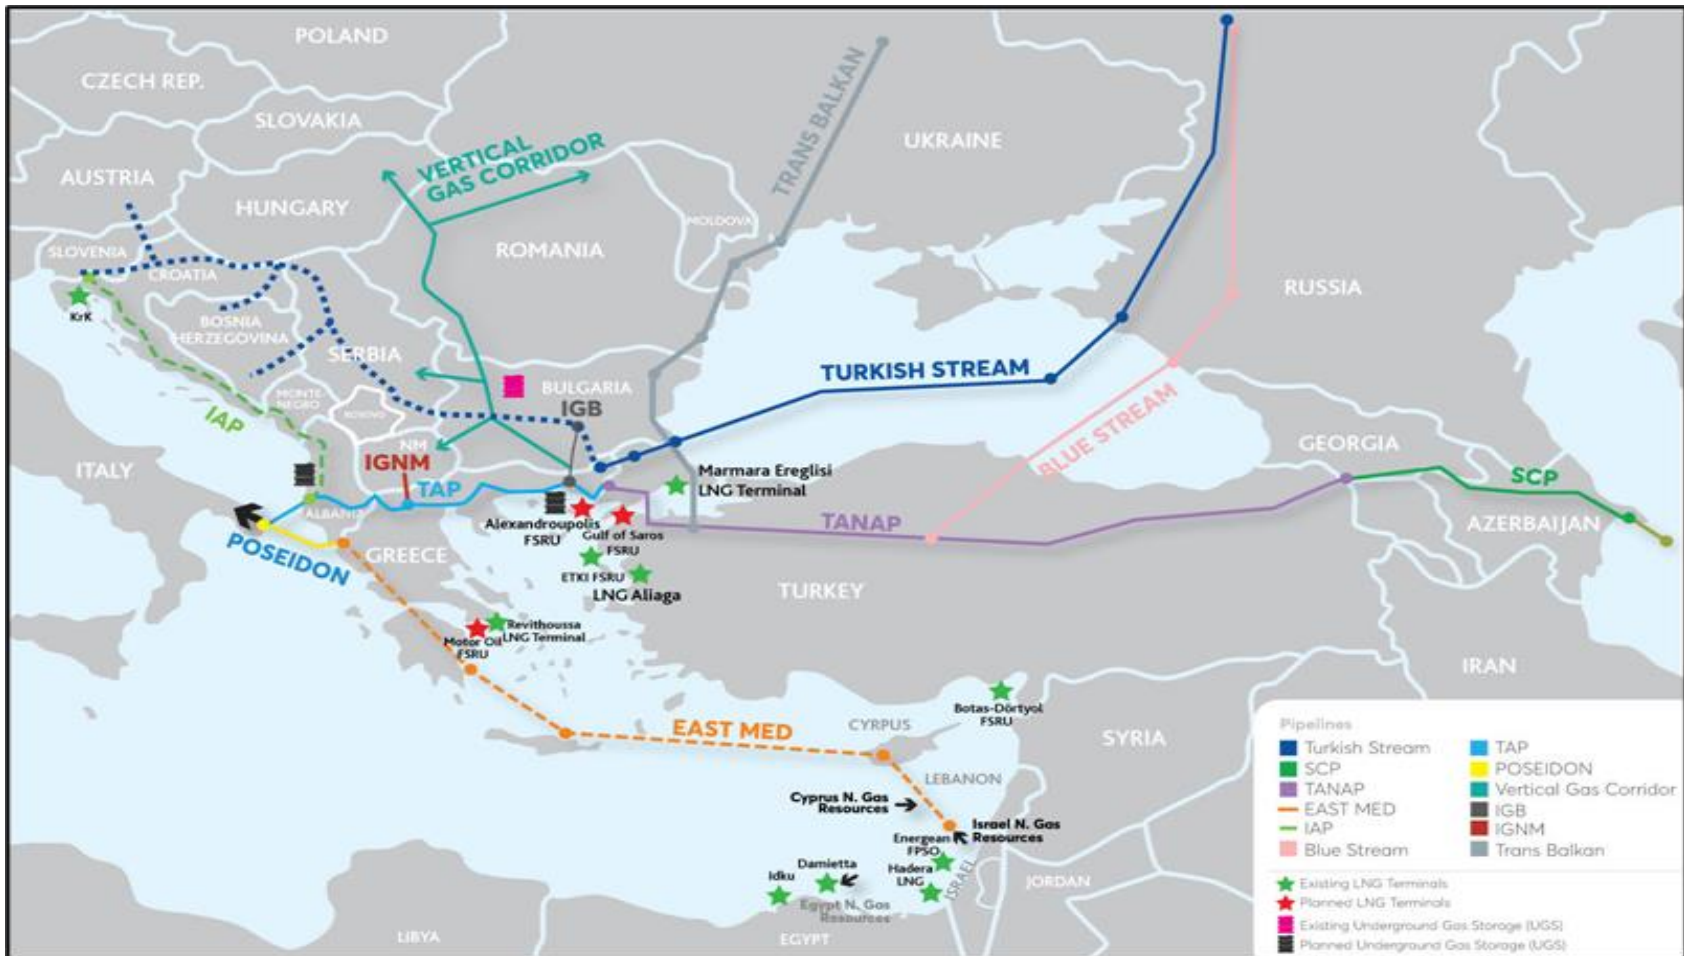 POLAND
CZECH REP.
SLOVAKIA
UKRAINE
AUSTRIA
VERTICAL
GAS CORRIDOR
TRANS BALKAN
HUNGARY
MOLDOVA
SLOVENIA
ROMANIA
CROATIA
RUSSIA
KrK
BOSNIA
HERZEGOVINA
SERBIA
TURKISH STREAM
BULGARIA
MONTE-
NEGRO
KOSOVO
IGB
IAP
BLUE STREAM
NM
GEORGIA
ITALY
IGNM
Marmara Ereglisi
LNG Terminal
SCP
TAP
ALBANIA
TANAP
AZERBAIJAN
Alexandroupolis
FSRU
Gulf of Saros
FSRU
POSEIDON
GREECE
ETKI FSRU
LNG Aliaga
TURKEY
Revithoussa
LNG Terminal
Motor Oil
FSRU
IRAN
Botas-Dörtyol
FSRU
EAST MED
CYRPUS
SYRIA
LEBANON
Cyprus N. Gas
Resources
Israel N. Gas
Resources
Energean
FPSO
Damietta
Hadera
LNG
Idku
ISRAEL
Egypt N. Gas
Resources
JORDAN
LIBYA
EGYPT
Pipelines
Turkish Stream
SCP
TANAP
EAST MED
IAP
Blue Stream
TAP
POSEIDON
Vertical Gas Corridor
IGB
IGNM
Trans Balkan
Existing LNG Terminals
Planned LNG Terminals
Existing Underground Gas Storage (UGS)
Planned Underground Gas Storage (UGS)